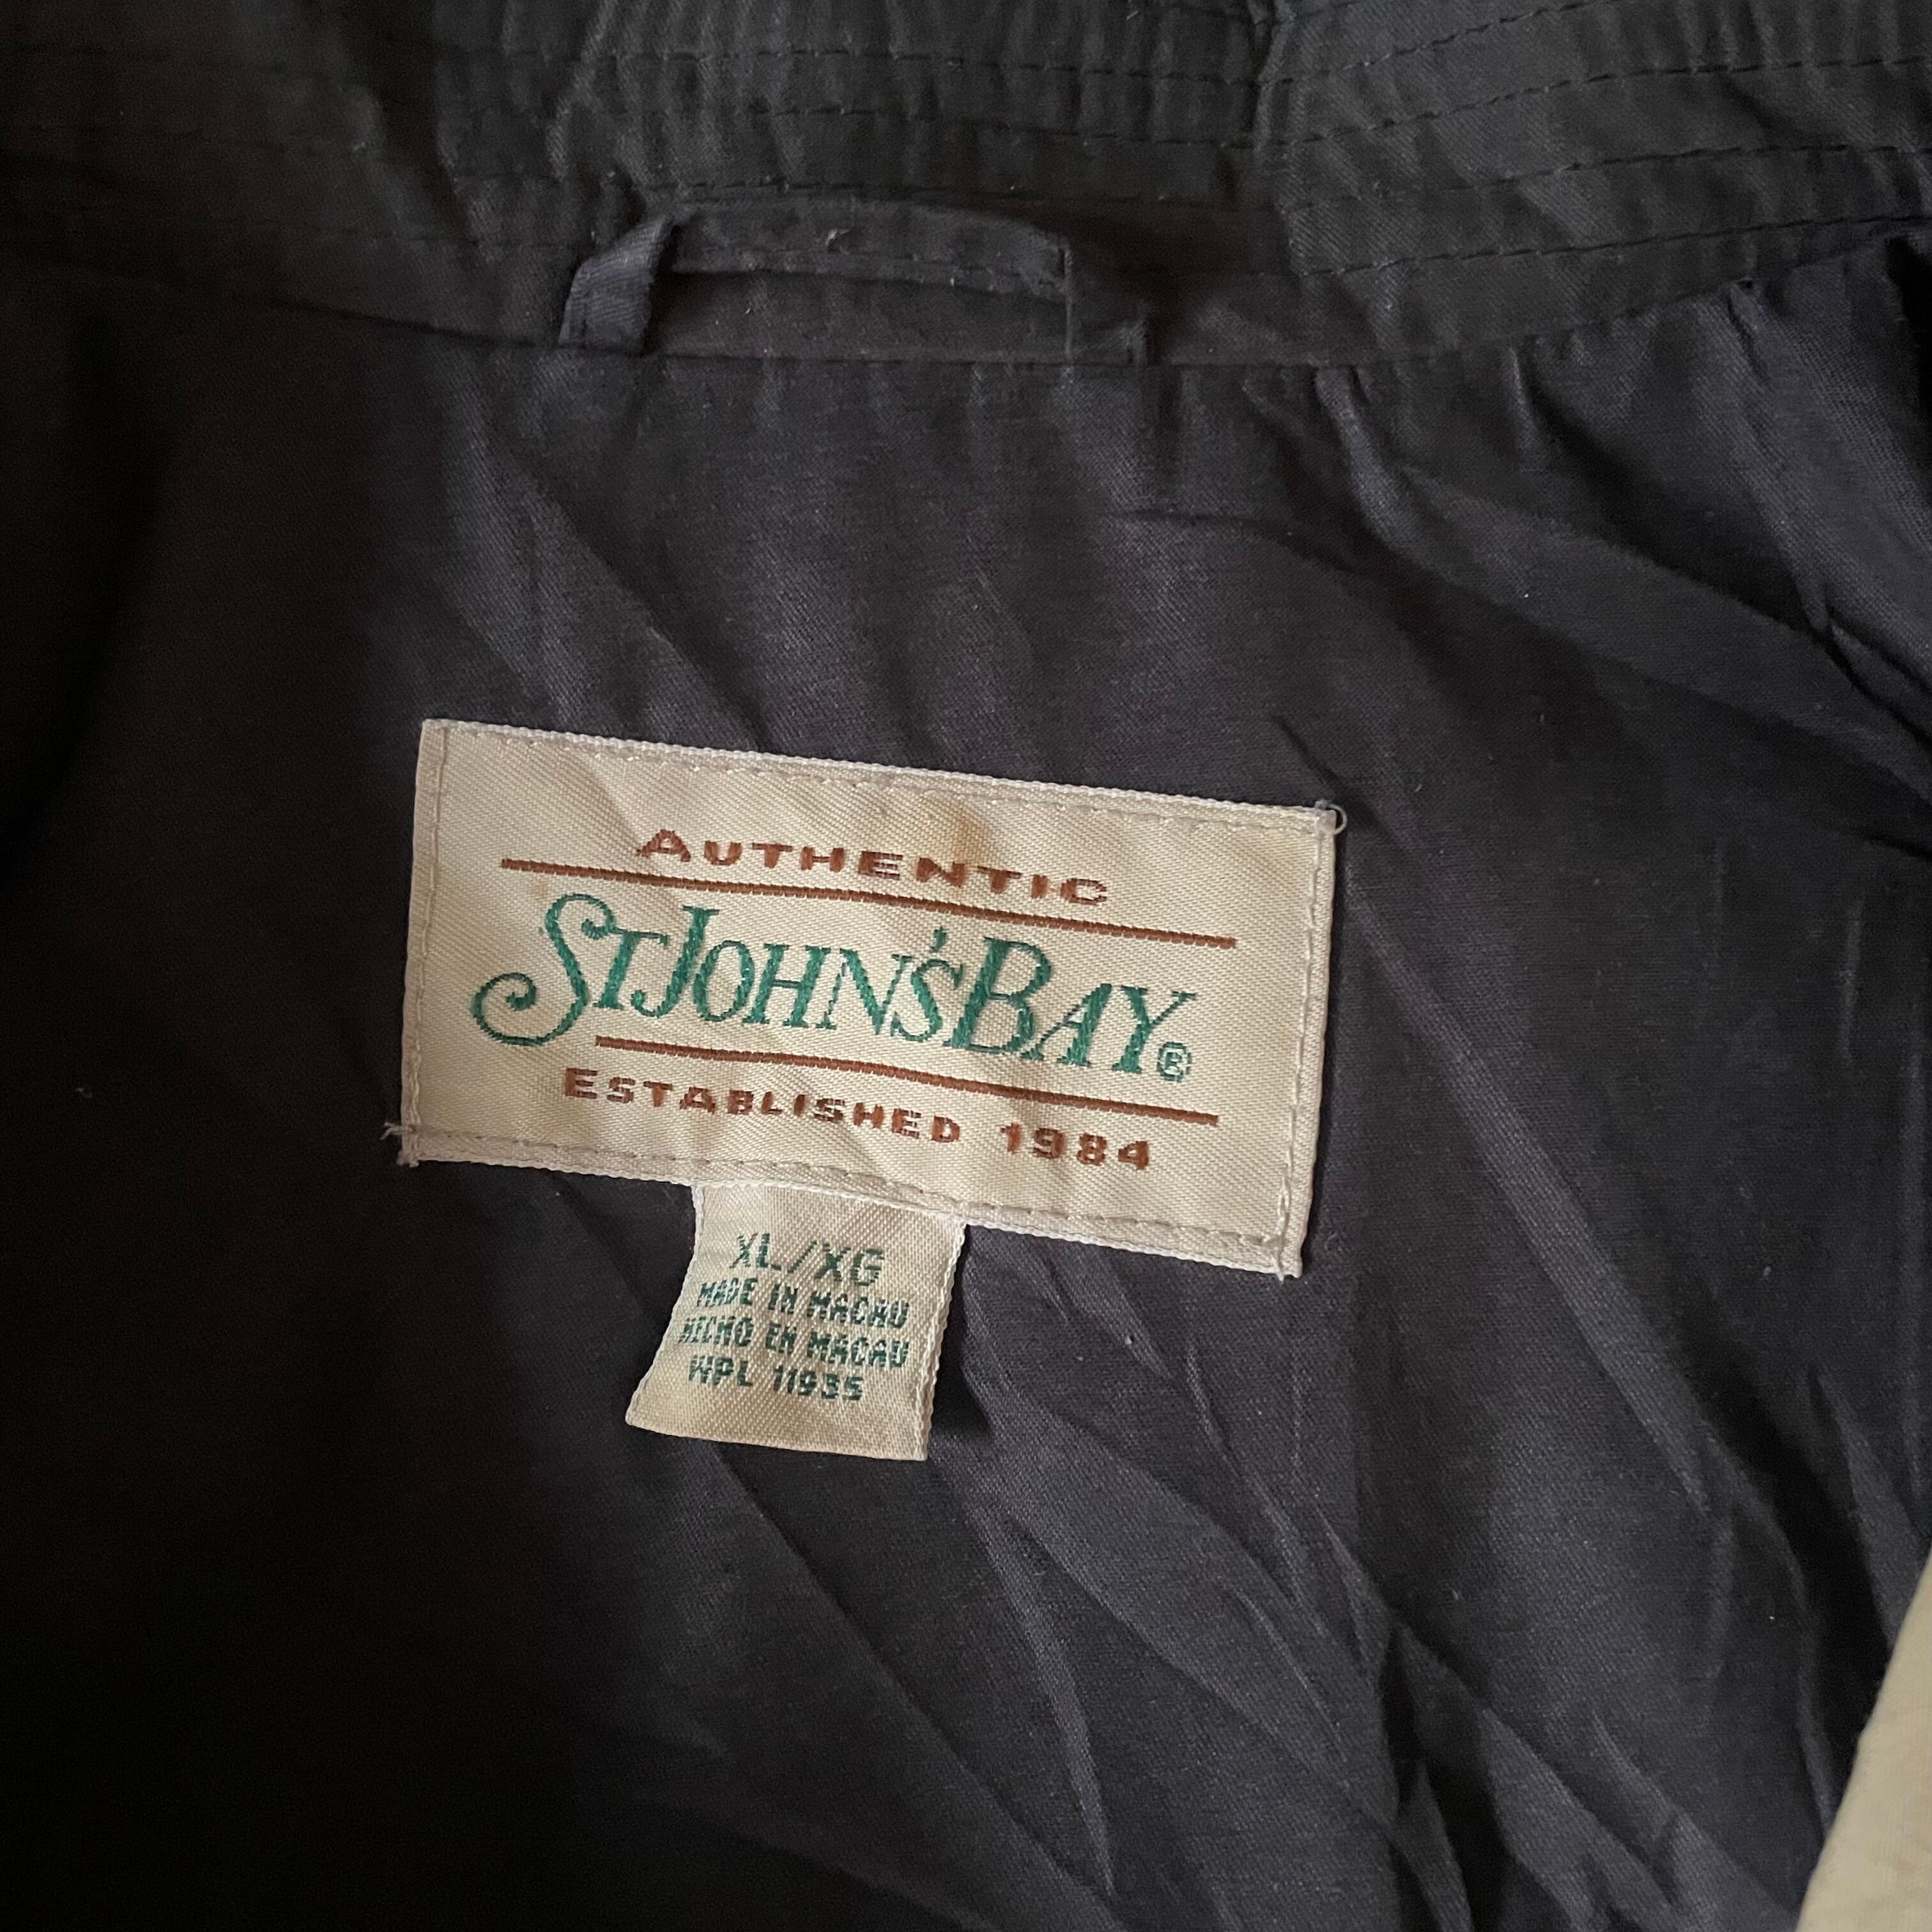 AUTHENTIC
ST JOHN'S BAY®
ESTABLISHED 1984
XL/XG
MADE IN MACAU
HECHO EN MACAU
WPL 11935